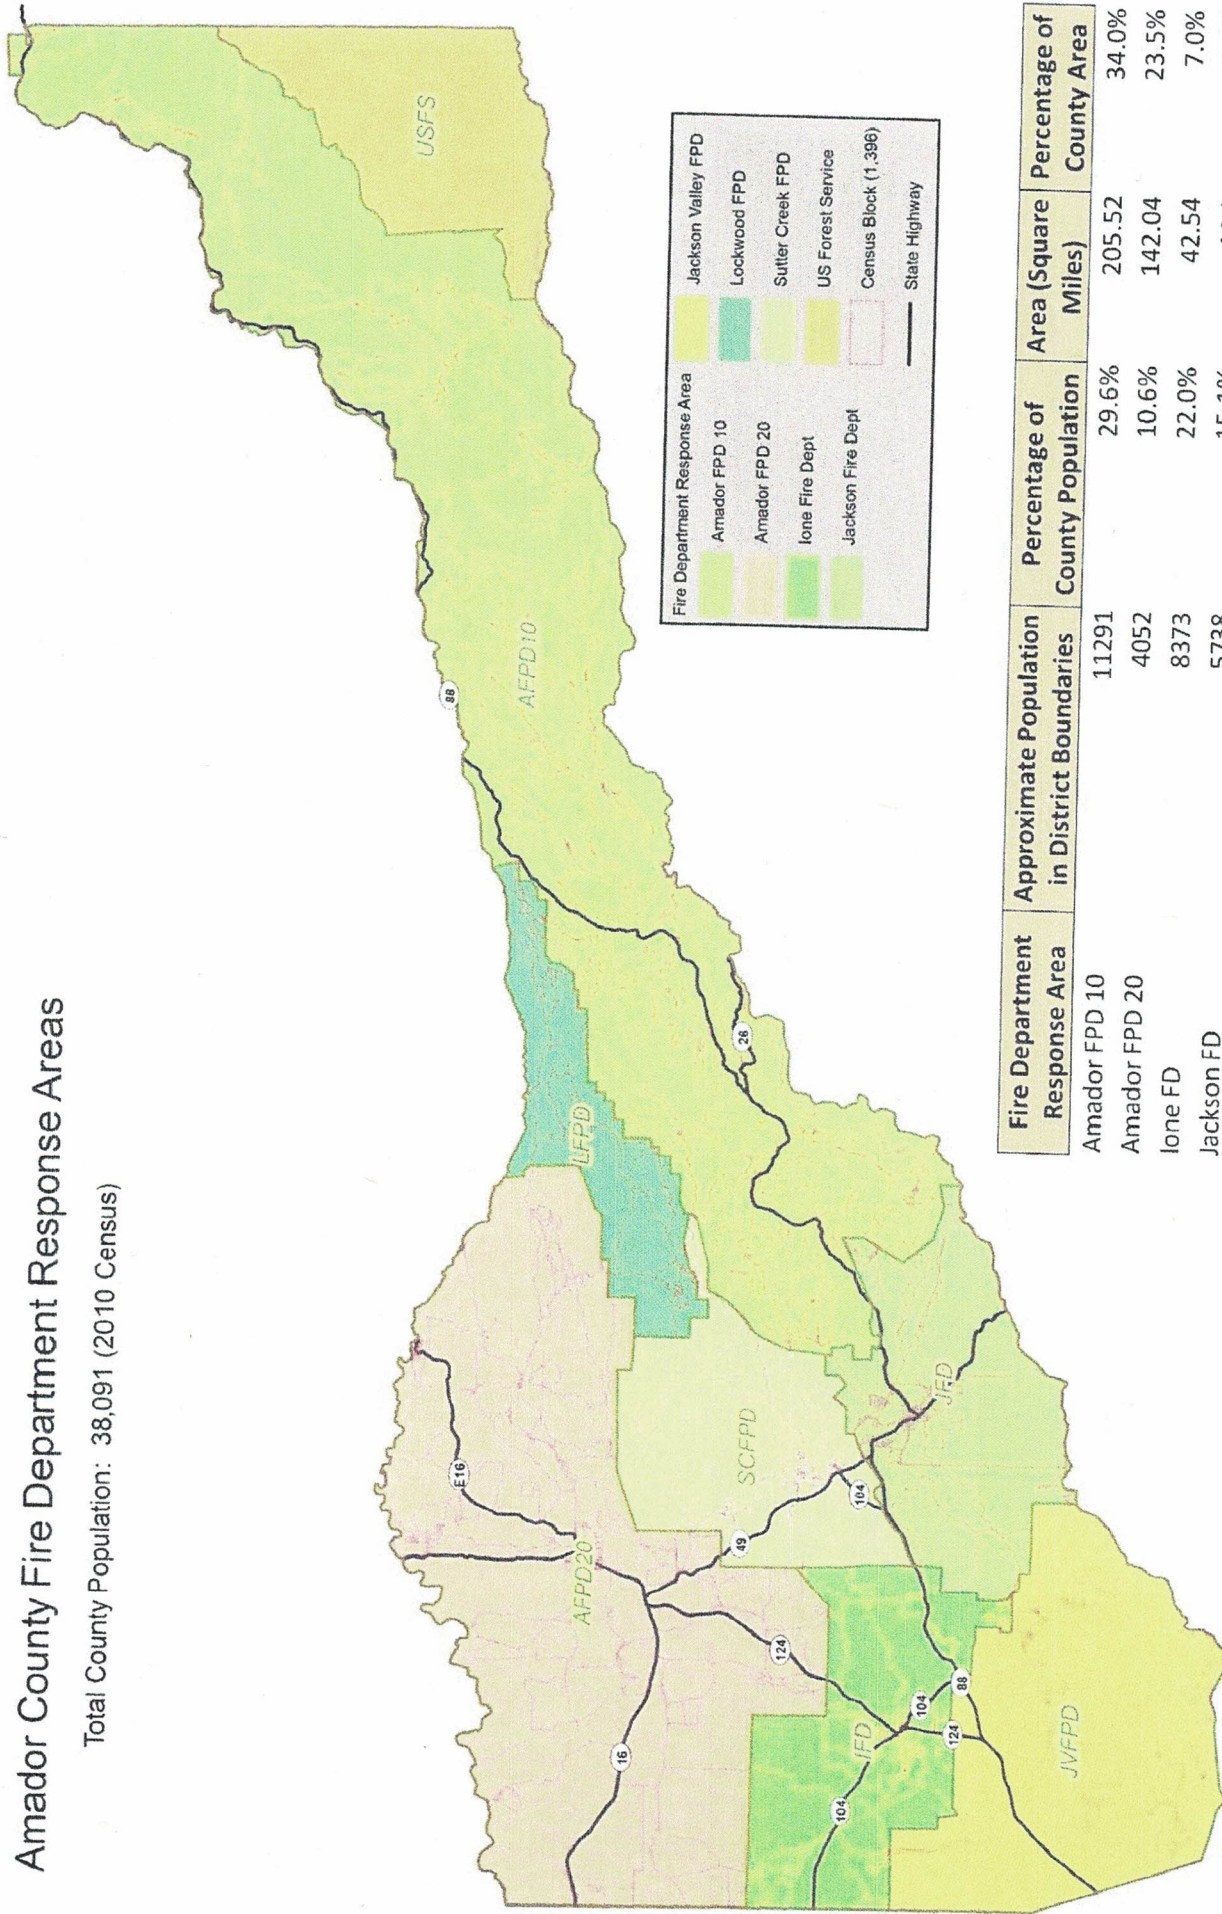 Amador County Fire Department Response Areas
Total County Population: 38,091 (2010 Census)
USFS
88
AFPD10
LFPD
26
E16
AFPD20
SCFPD
JFD
49
104
16
124
104
88
IFD
104
124
JVFPD
Fire Department Response Area
Amador FPD 10
Amador FPD 20
Ione Fire Dept
Jackson Fire Dept
Jackson Valley FPD
Lockwood FPD
Sutter Creek FPD
US Forest Service
Census Block (1,396)
State Highway
Fire Department Response Area Approximate Population in District Boundaries Percentage of County Population Area (Square Miles) Percentage of County Area
Amador FPD 10 11291 29.6% 205.52 34.0%
Amador FPD 20 4052 10.6% 142.04 23.5%
Ione FD 8373 22.0% 42.54 7.0%
Jackson FD 5738 15.1%